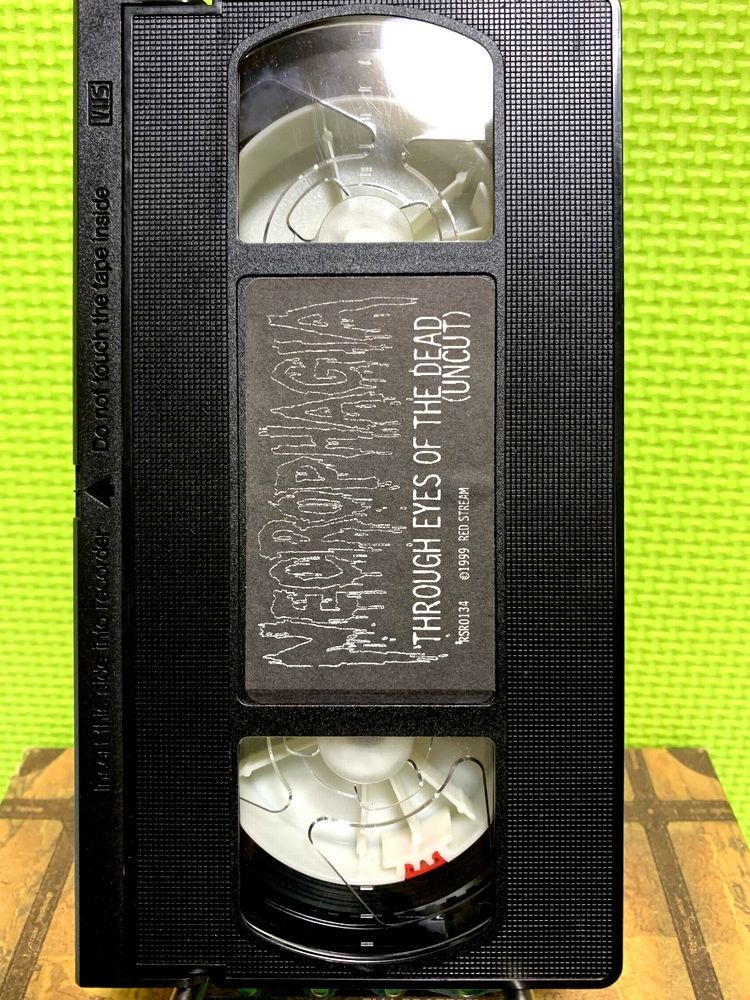 VHS
Do not touch the tape inside
Insert this side into recorder
NECROPHAGIA
THROUGH EYES OF THE DEAD
(UNCUT)
RSR0134 ©1999 RED STREAM